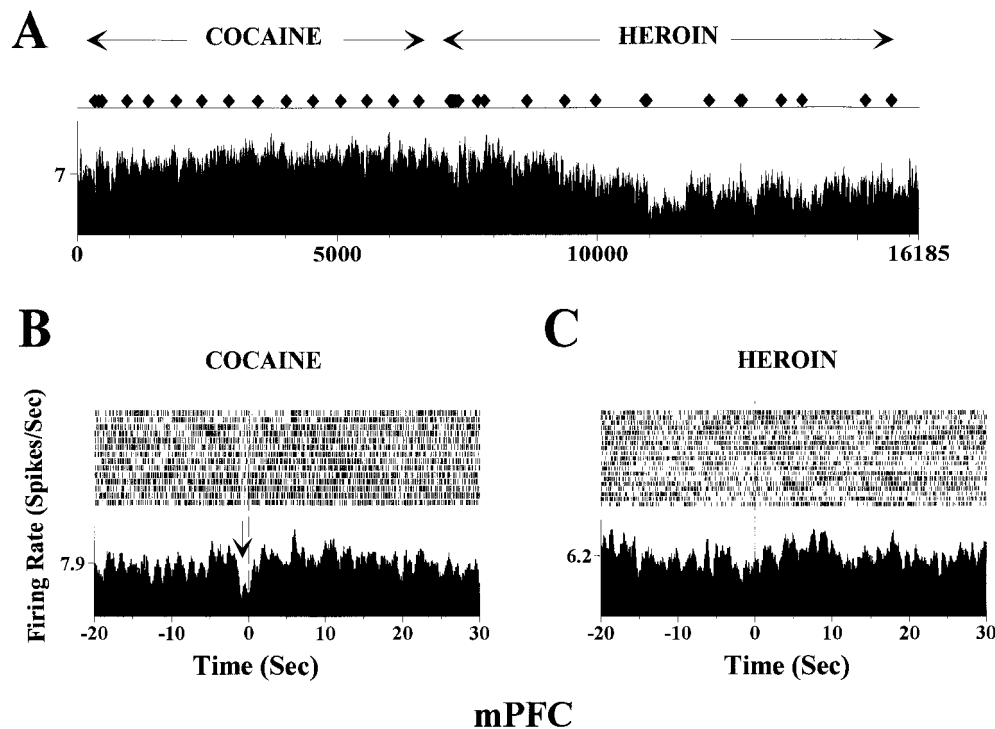 A
COCAINE HEROIN
7
0 5000 10000 16185
B
COCAINE
Firing Rate (Spikes/Sec)
7.9
-20 -10 0 10 20 30
Time (Sec)
C
HEROIN
6.2
-20 -10 0 10 20 30
Time (Sec)
mPFC